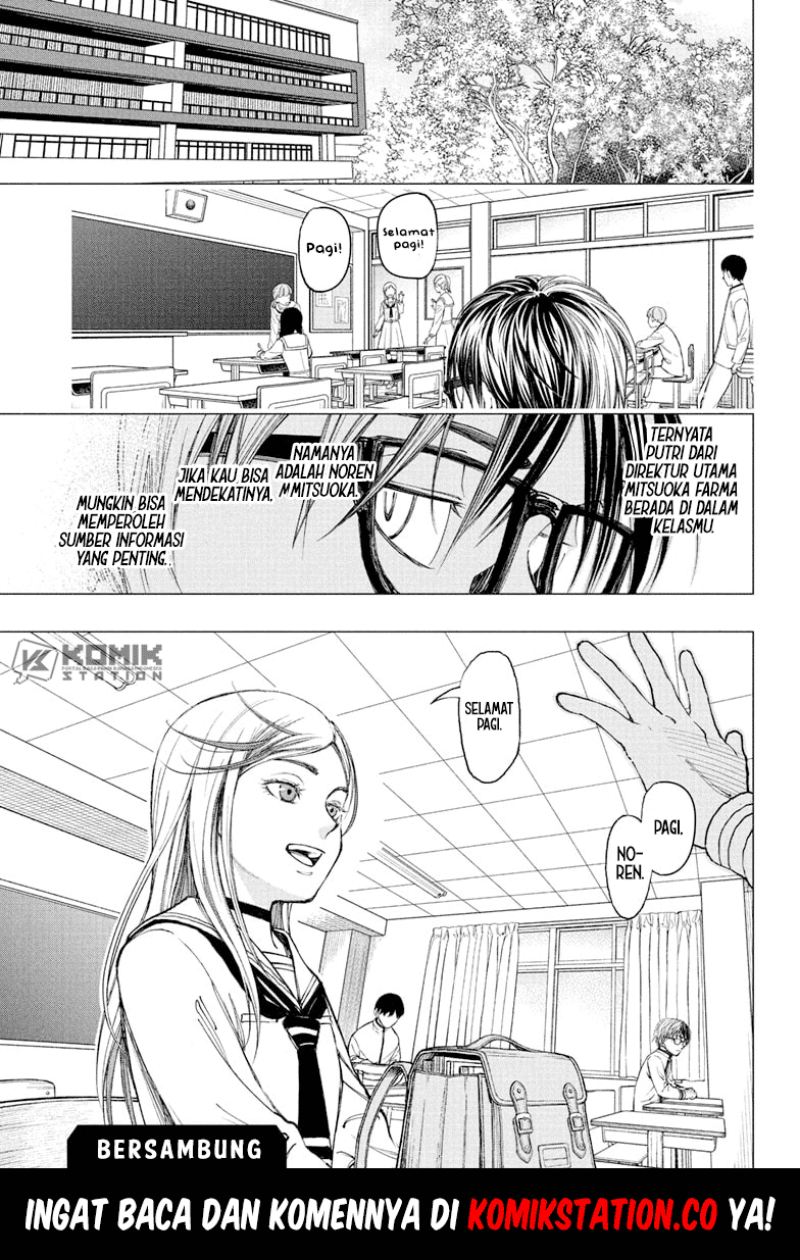 Selamat
pagi!
Pagi!
TERNYATA
PUTRI DARI
DIREKTUR UTAMA
MITSUOKA FARMA
BERADA DI DALAM
KELASMU.
NAMANYA
ADALAH NOREN
MITSUOKA.
JIKA KAU BISA
MENDEKATINYA,
MUNGKIN BISA
MEMPEROLEH
SUMBER INFORMASI
YANG PENTING.
KOMIK
STATION
SELAMAT
PAGI.
PAGI,
NO-
REN.
BERSAMBUNG
INGAT BACA DAN KOMENNYA DI KOMIKSTATION.CO YA!